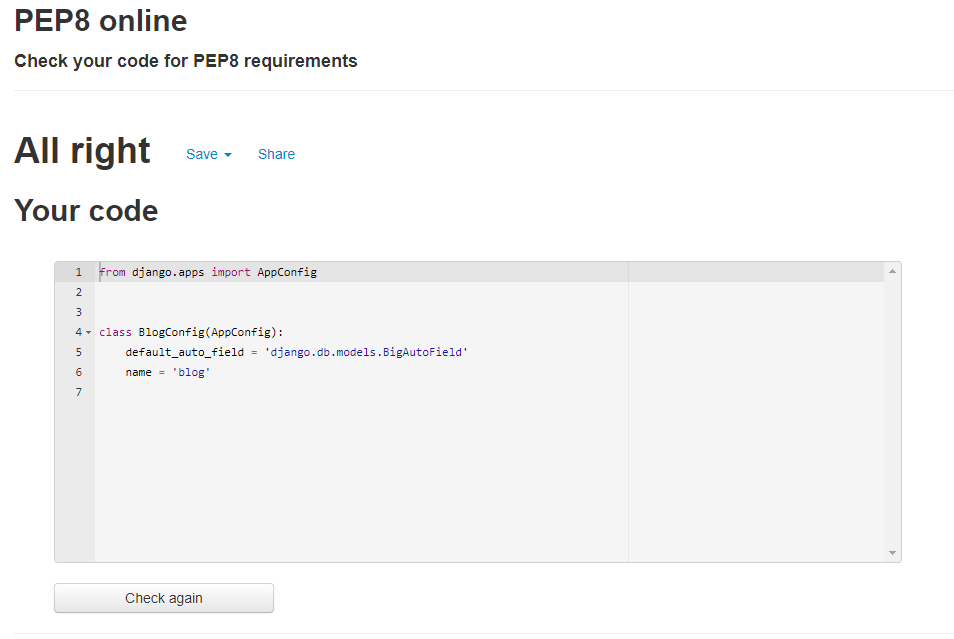 PEP8 online
Check your code for PEP8 requirements
All right Save Share
Your code
1 from django.apps import AppConfig
2
3
4 class BlogConfig(AppConfig):
5     default_auto_field = 'django.db.models.BigAutoField'
6     name = 'blog'
7
Check again